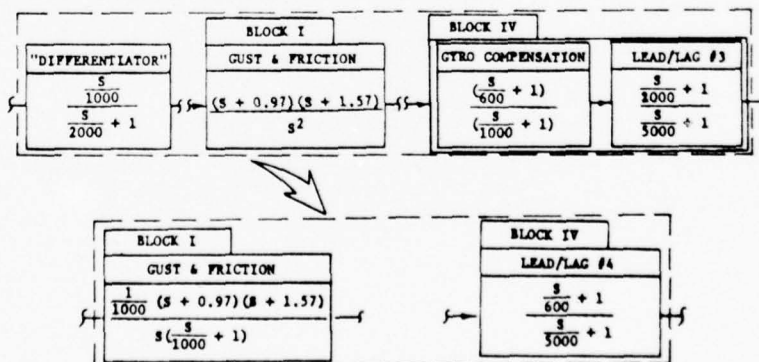 BLOCK I
BLOCK IV
"DIFFERENTIATOR"
S
1000
S
2000 + 1
GUST & FRICTION
(S + 0.97)(S + 1.57)
S2
GYRO COMPENSATION
(S
600 + 1)
(S
1000 + 1)
LEAD/LAG #3
S
2000 + 1
S
5000 + 1
BLOCK I
GUST & FRICTION
1
1000 (S + 0.97)(S + 1.57)
S(S
1000 + 1)
BLOCK IV
LEAD/LAG #4
S
600 + 1
S
5000 + 1